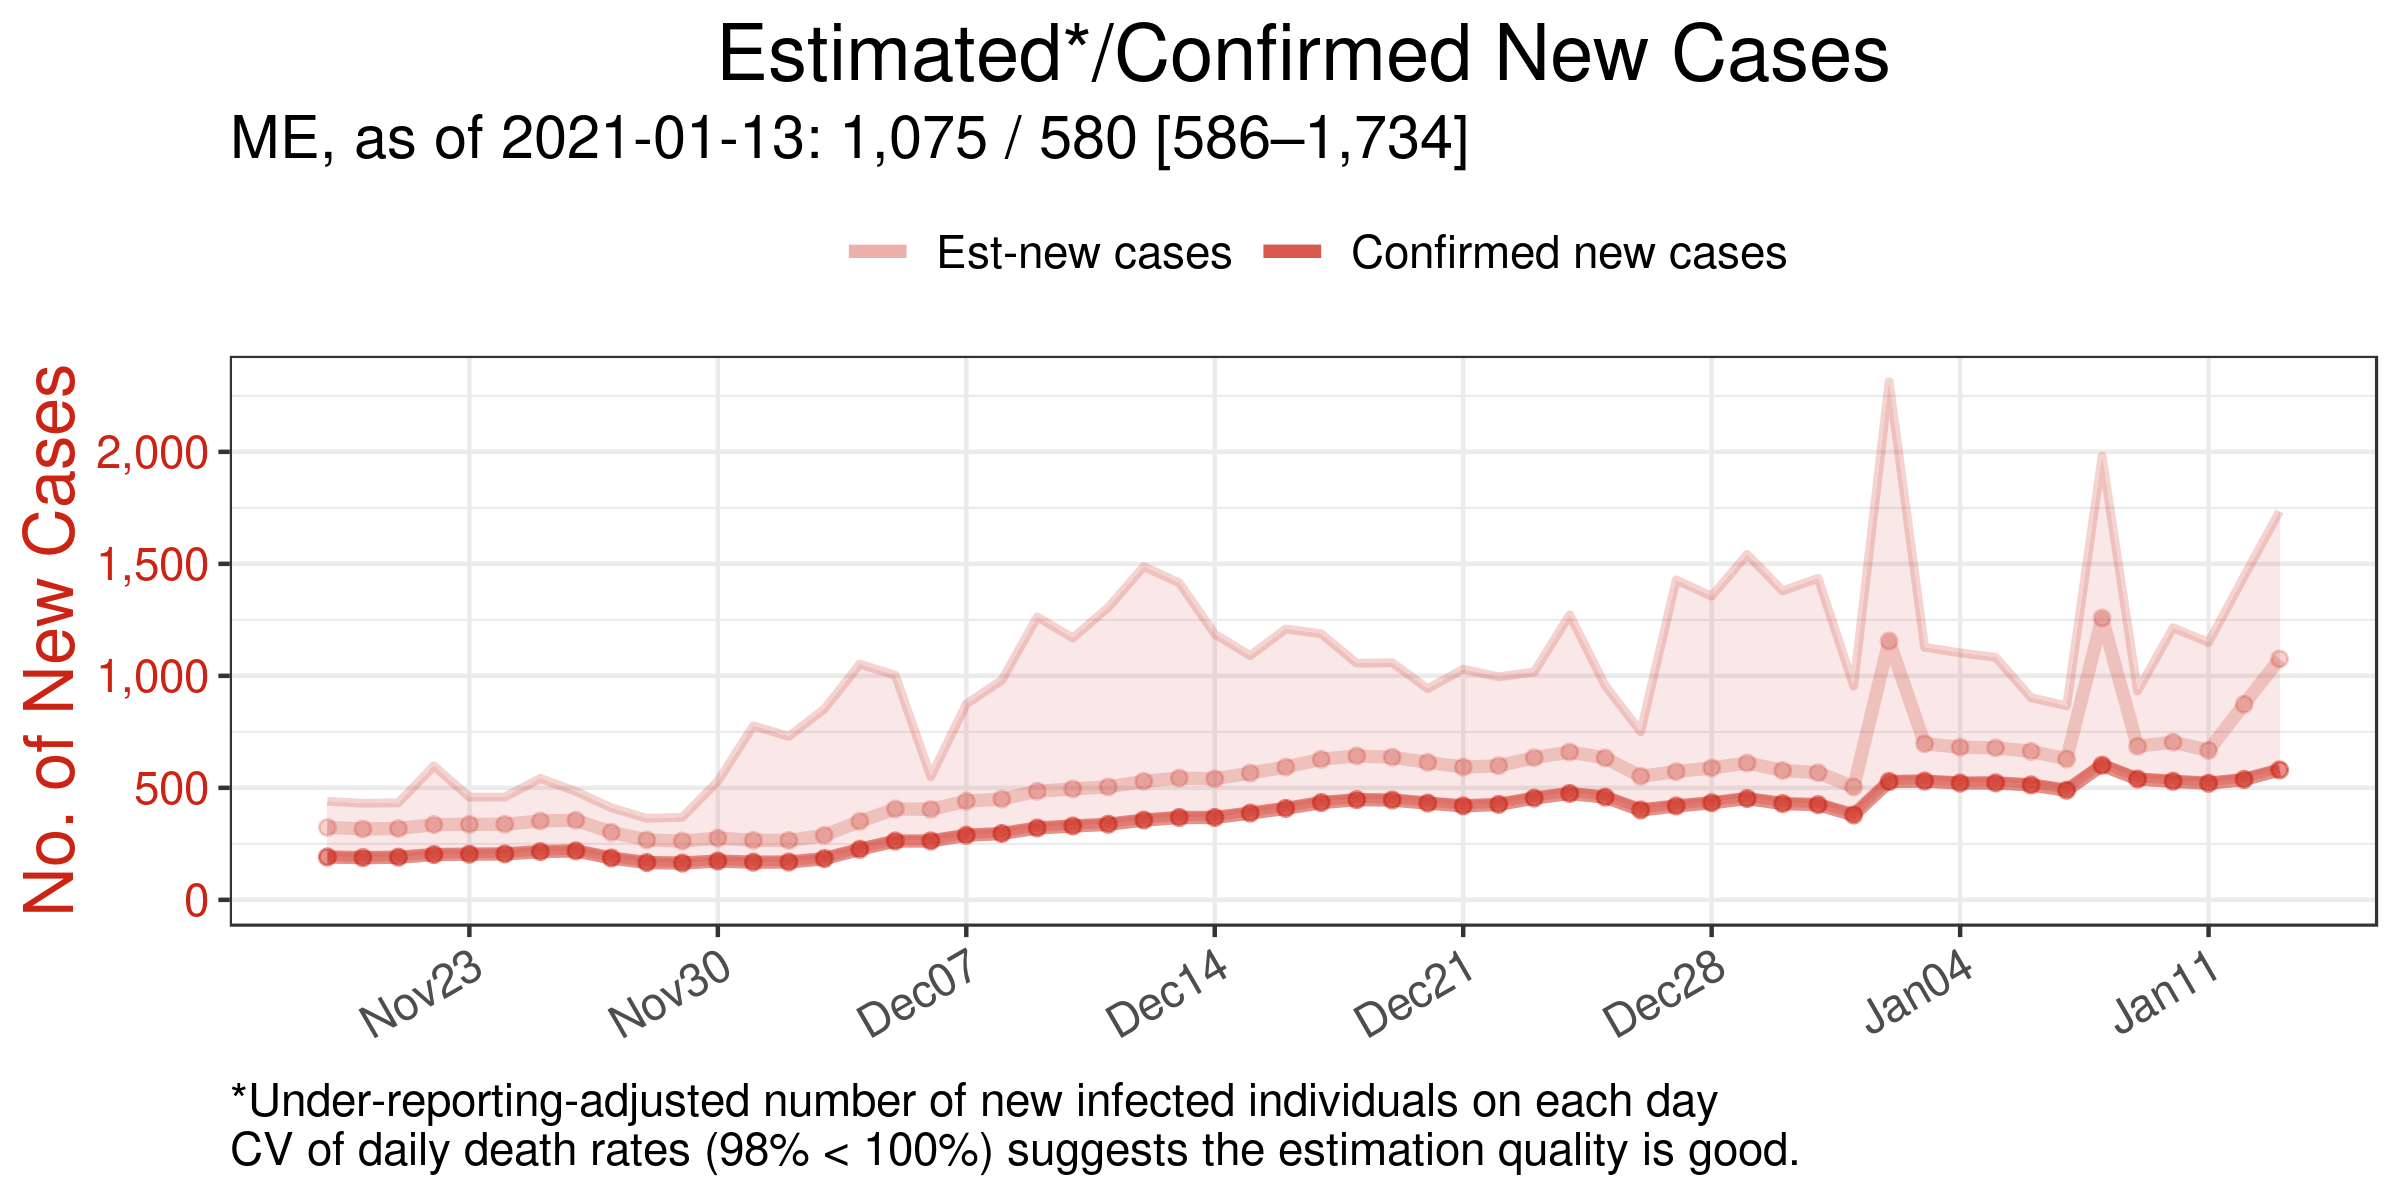 Estimated*/Confirmed New Cases
ME, as of 2021-01-13: 1,075 / 580 [586–1,734]
Est-new cases
Confirmed new cases
No. of New Cases
2,000
1,500
1,000
500
0
Nov23
Nov30
Dec07
Dec14
Dec21
Dec28
Jan04
Jan11
*Under-reporting-adjusted number of new infected individuals on each day
CV of daily death rates (98% < 100%) suggests the estimation quality is good.